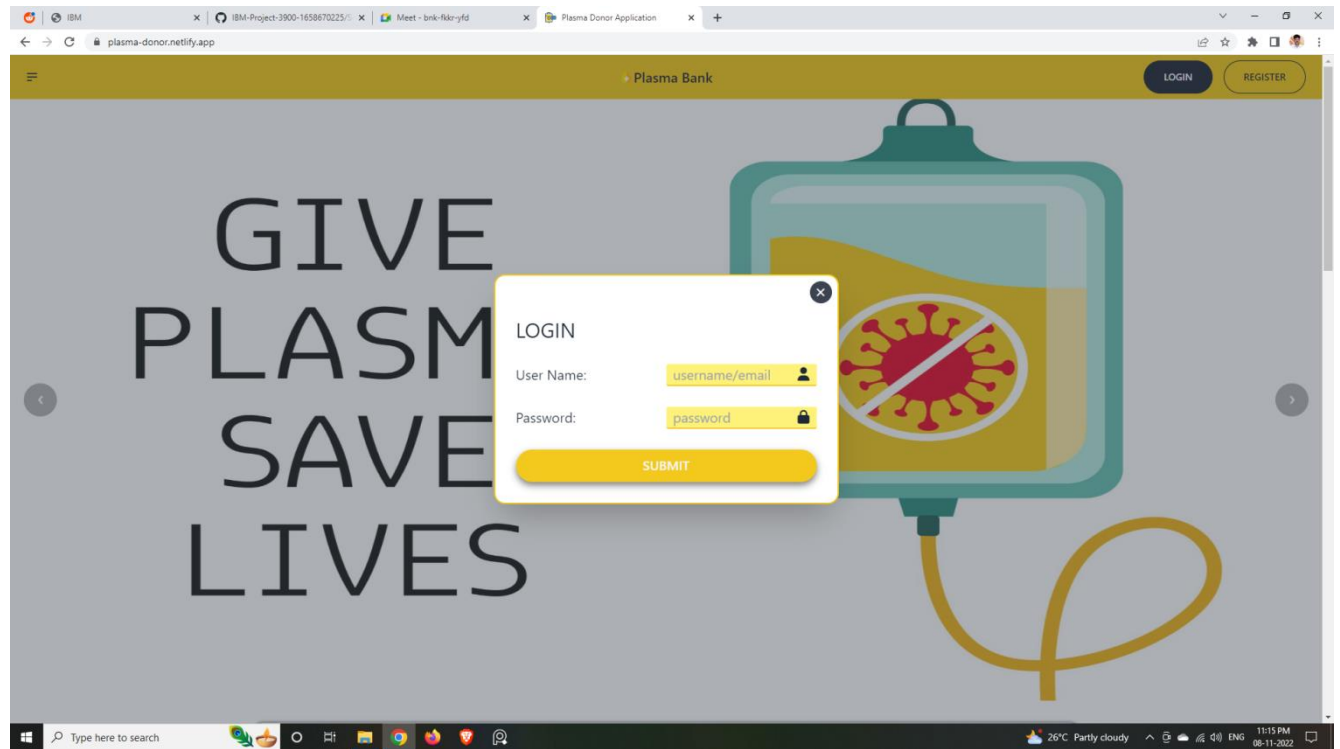 IBM
IBM-Project-3900-1658670225/S
Meet - bnk-fkkr-yfd
Plasma Donor Application
plasma-donor.netlify.app
Plasma Bank
LOGIN
REGISTER
GIVE
PLASM
SAVE
LIVES
LOGIN
User Name:
username/email
Password:
password
SUBMIT
Type here to search
26°C Partly cloudy
ENG
11:15 PM
08-11-2022